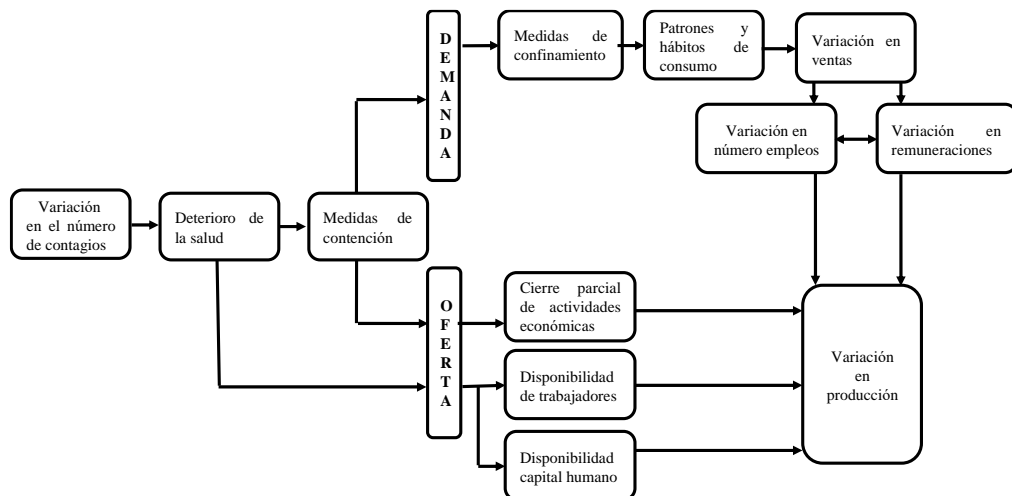 DEMANDA
Medidas de
confinamiento
Patrones y
hábitos de
consumo
Variación en
ventas
Variación en
número empleos
Variación en
remuneraciones
Variación
en el número
de contagios
Deterioro de
la salud
Medidas de
contención
OFERTA
Cierre parcial
de actividades
económicas
Disponibilidad
de trabajadores
Disponibilidad
capital humano
Variación
en
producción